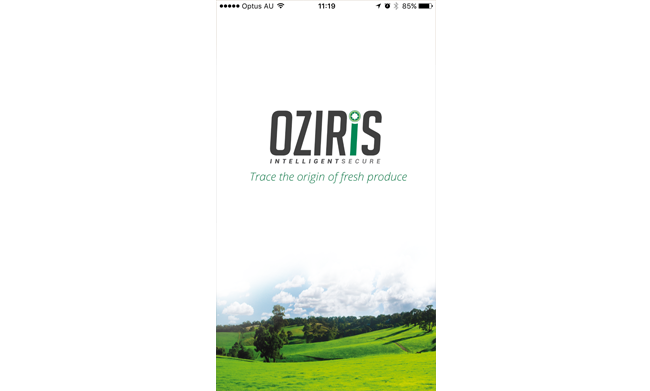 Optus AU 11:19 85%
OZIRIS
INTELLIGENTSECURE
Trace the origin of fresh produce